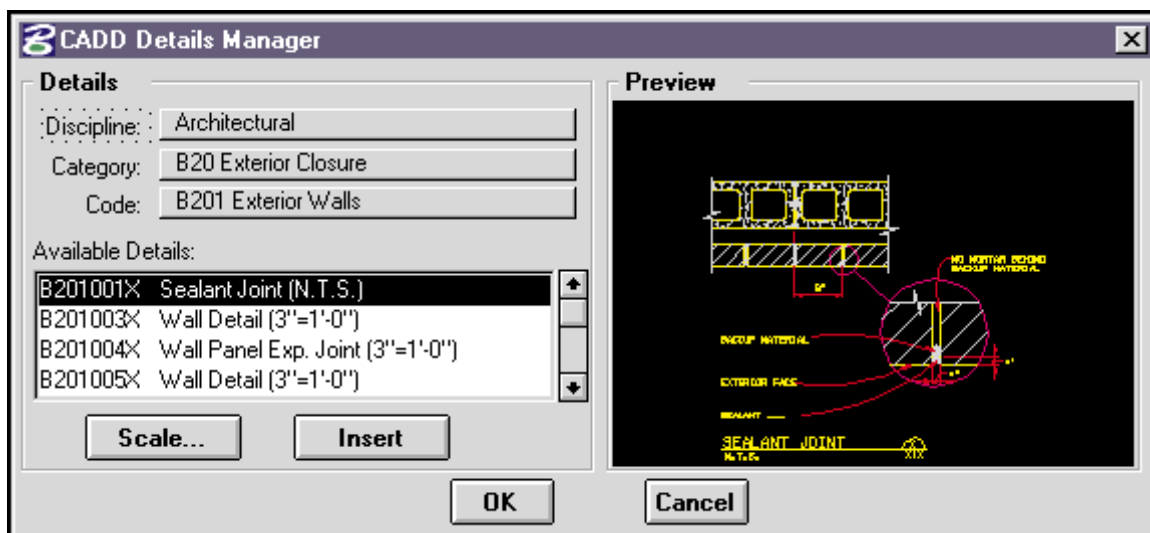 CADD Details Manager
Details
Discipline: Architectural
Category: B20 Exterior Closure
Code: B201 Exterior Walls
Available Details:
B201001X Sealant Joint (N.T.S.)
B201003X Wall Detail (3"=1'-0")
B201004X Wall Panel Exp. Joint (3"=1'-0")
B201005X Wall Detail (3"=1'-0")
Scale...
Insert
Preview
NO MORTAR BEHIND
BACKUP MATERIAL
BACKUP MATERIAL
EXTERIOR FACE
SEALANT
SEALANT JOINT
N.T.S.
OK
Cancel